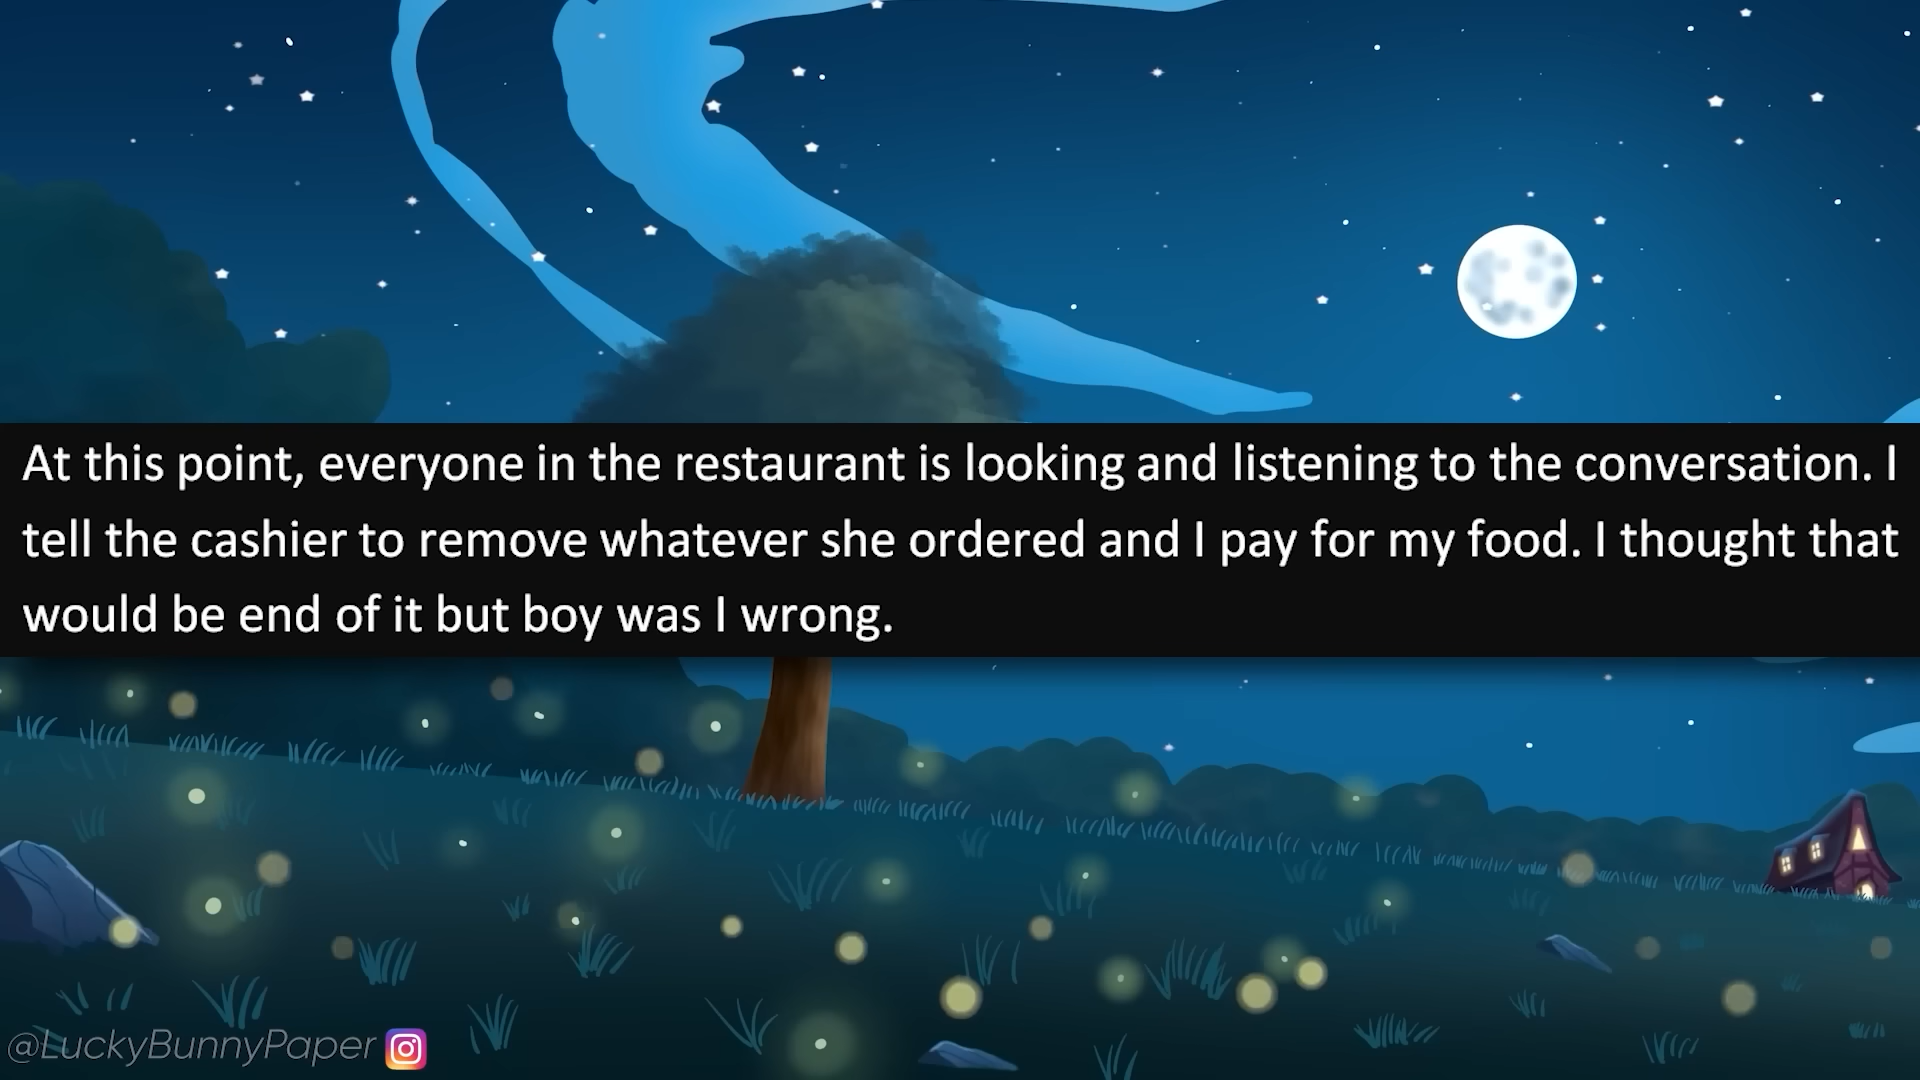 At this point, everyone in the restaurant is looking and listening to the conversation. I
tell the cashier to remove whatever she ordered and I pay for my food. I thought that
would be end of it but boy was I wrong.
@LuckyBunnyPaper